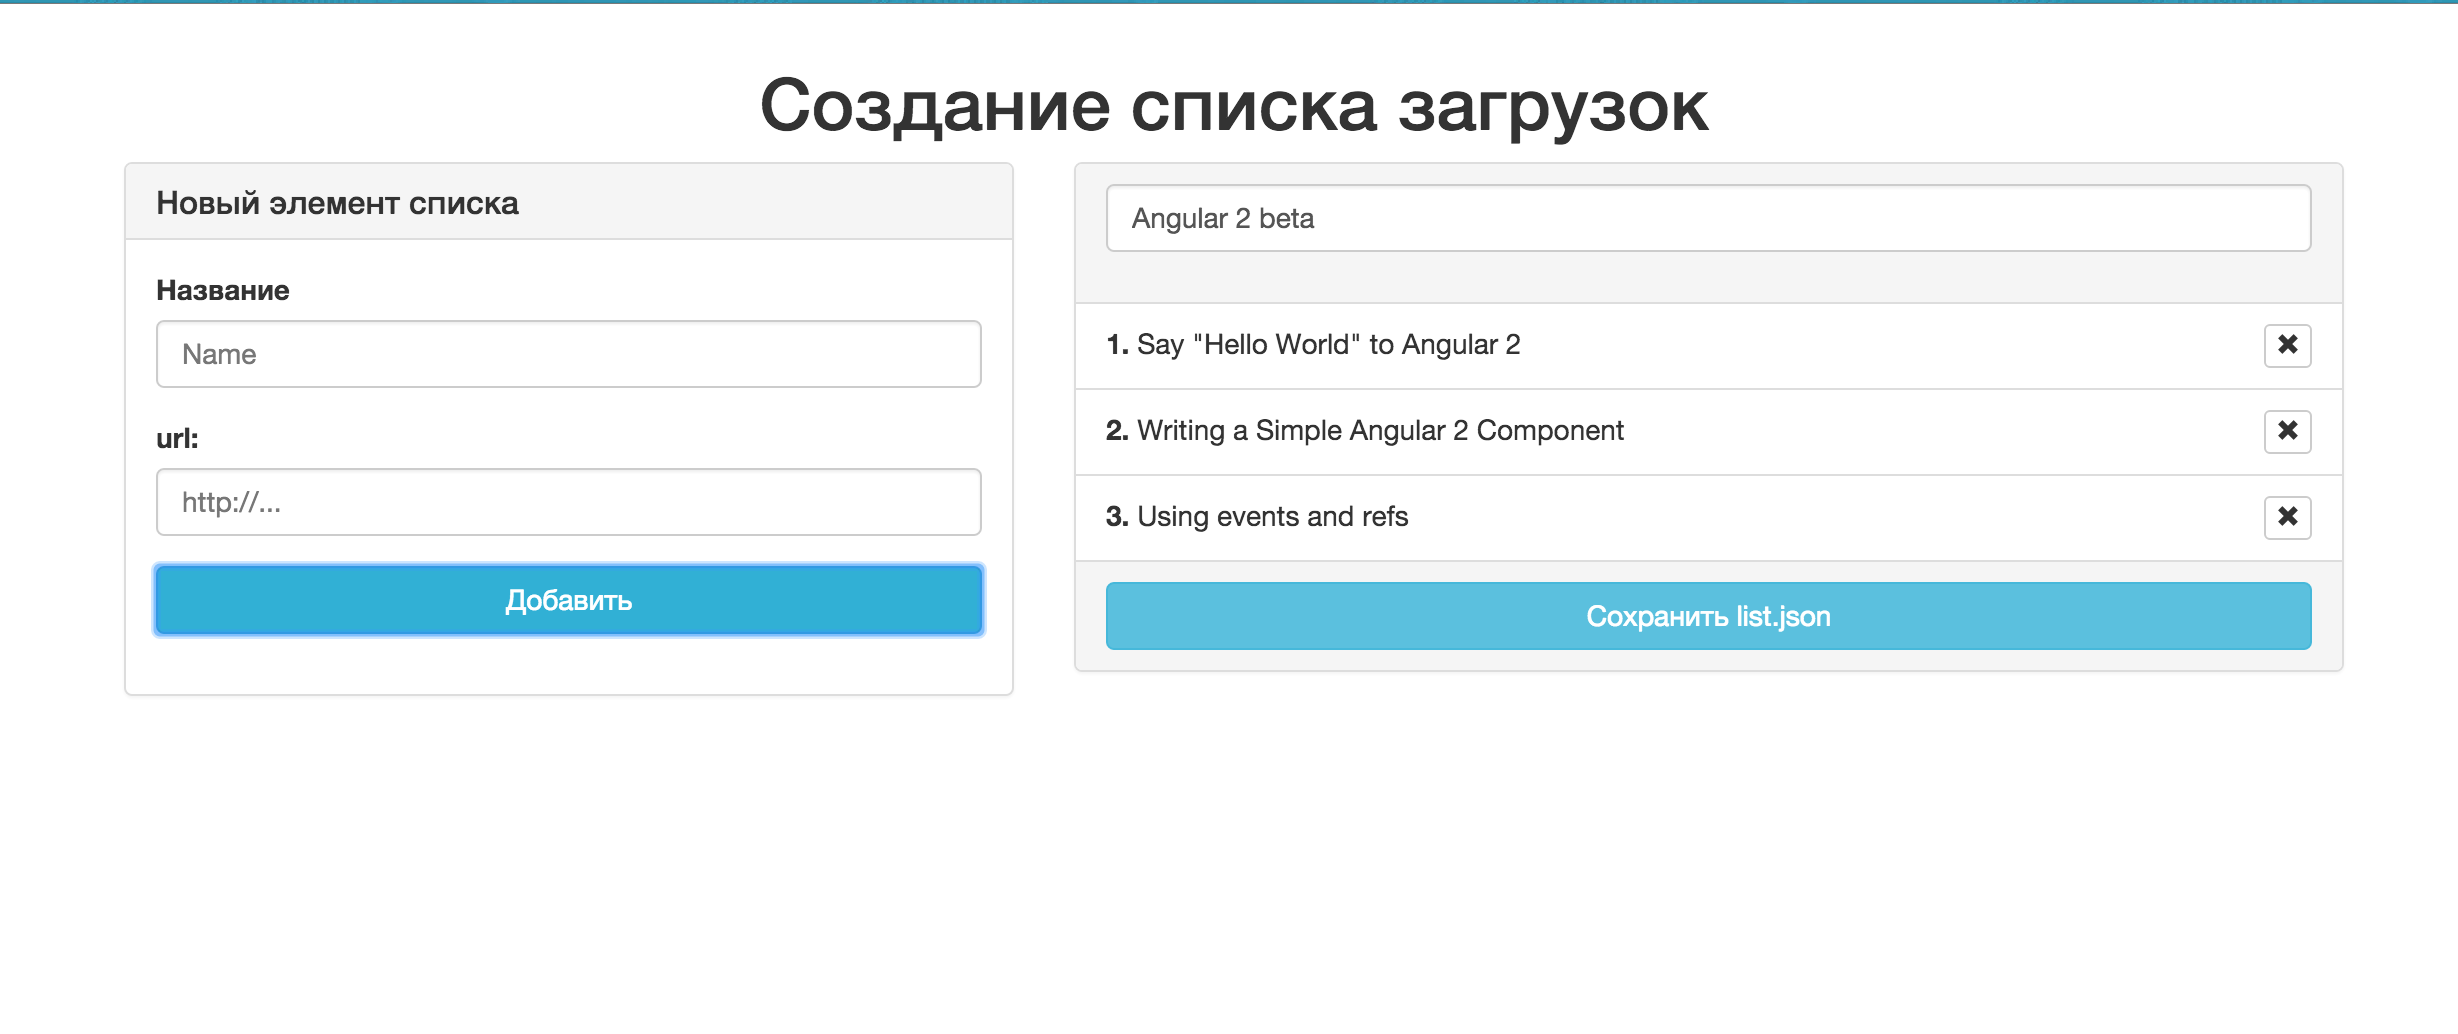 Создание списка загрузок
Новый элемент списка
Название
Name
url:
http://...
Добавить
Angular 2 beta
1. Say "Hello World" to Angular 2
2. Writing a Simple Angular 2 Component
3. Using events and refs
Сохранить list.json